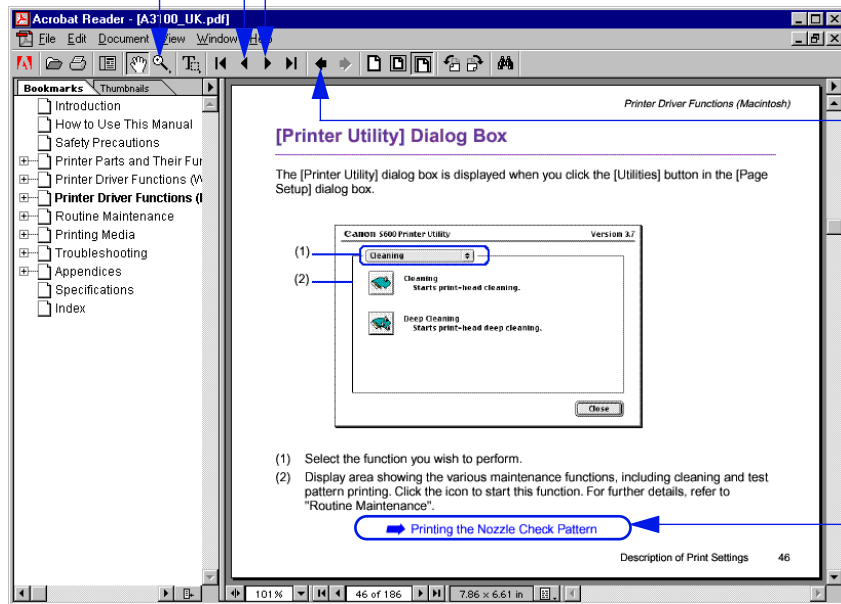 Acrobat Reader - [A3100_UK.pdf]
File Edit Document View Window Help
Bookmarks Thumbnails
Introduction
How to Use This Manual
Safety Precautions
Printer Parts and Their Fun
Printer Driver Functions (W
Printer Driver Functions (I
Routine Maintenance
Printing Media
Troubleshooting
Appendices
Specifications
Index
Printer Driver Functions (Macintosh)
[Printer Utility] Dialog Box
The [Printer Utility] dialog box is displayed when you click the [Utilities] button in the [Page
Setup] dialog box.
Canon S600 Printer Utility Version 3.7
(1)
Cleaning
(2)
Cleaning
Starts print-head cleaning.
Deep Cleaning
Starts print-head deep cleaning.
Close
(1) Select the function you wish to perform.
(2) Display area showing the various maintenance functions, including cleaning and test
pattern printing. Click the icon to start this function. For further details, refer to
"Routine Maintenance".
Printing the Nozzle Check Pattern
Description of Print Settings 46
101% 46 of 186 7.86 x 6.61 in